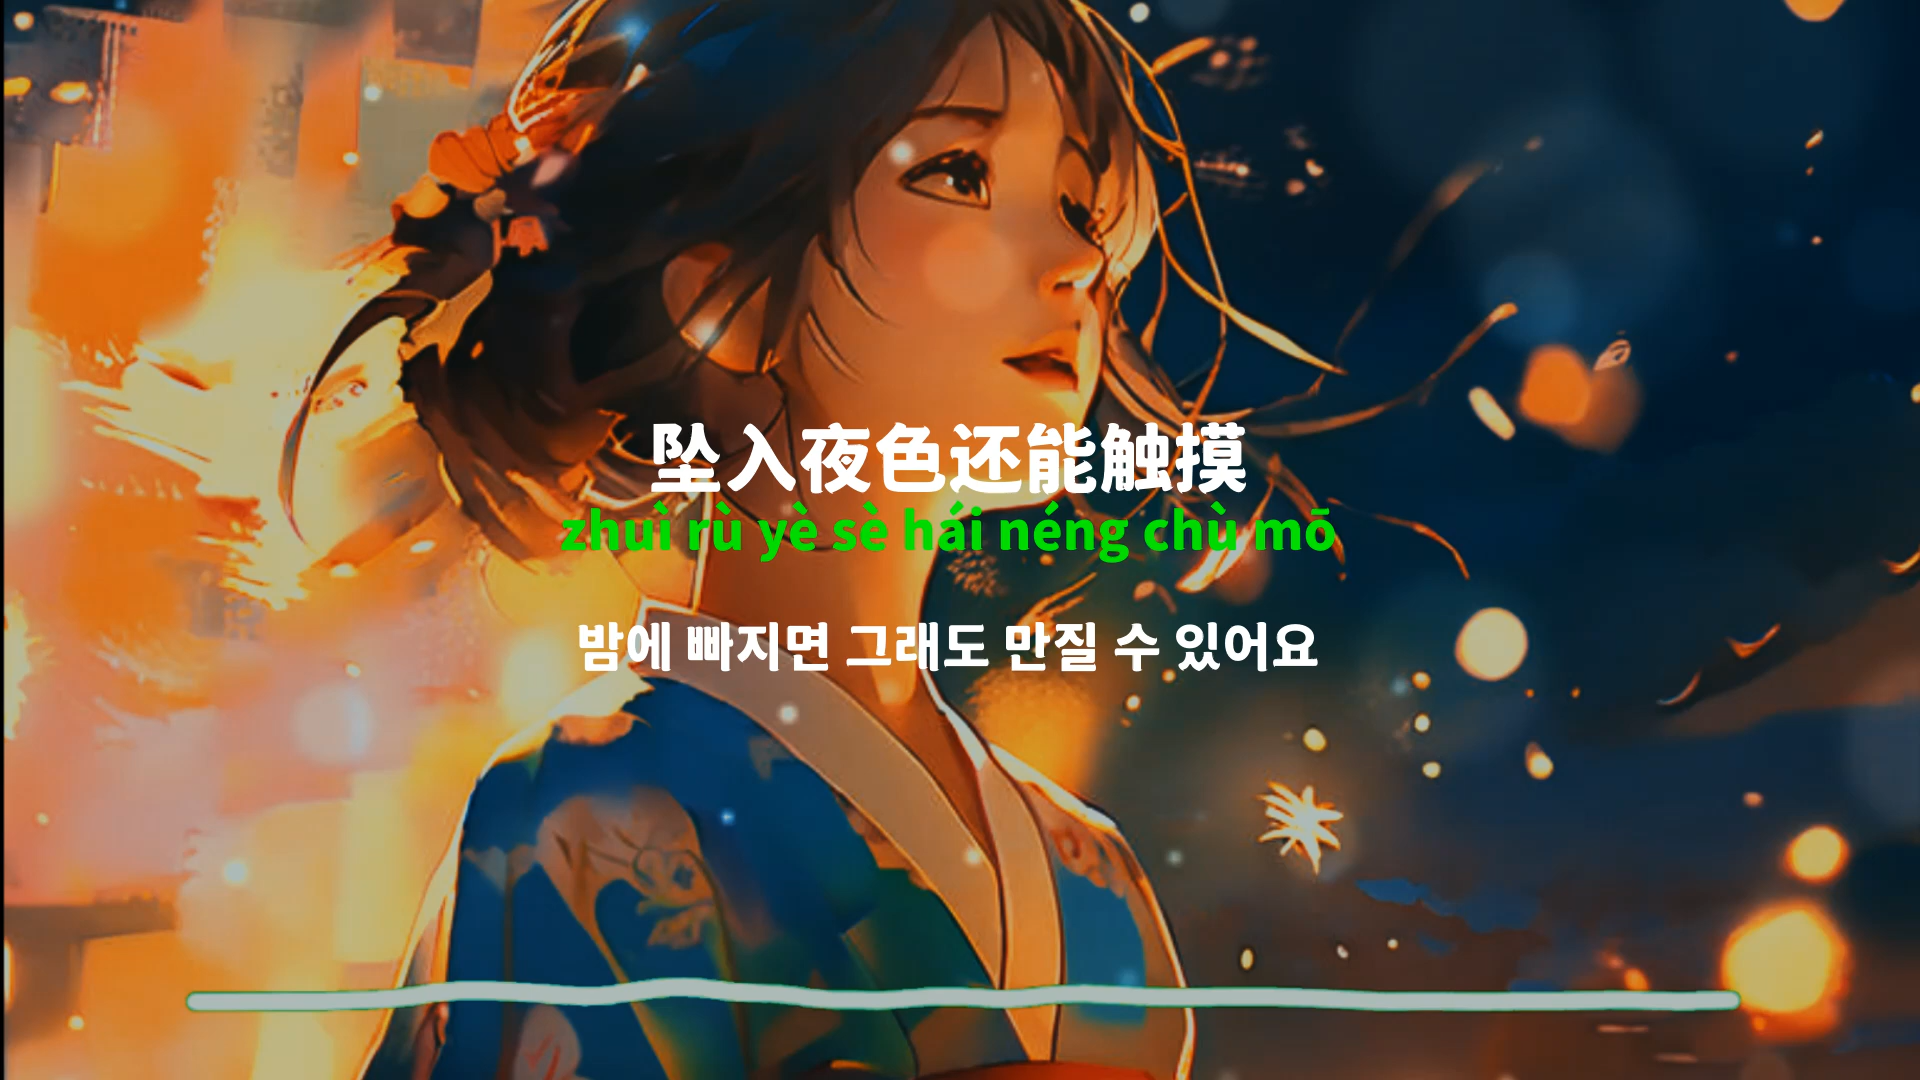 坠入夜色还能触摸
zhuì rù yè sè hái néng chù mō
밤에 빠지면 그래도 만질 수 있어요